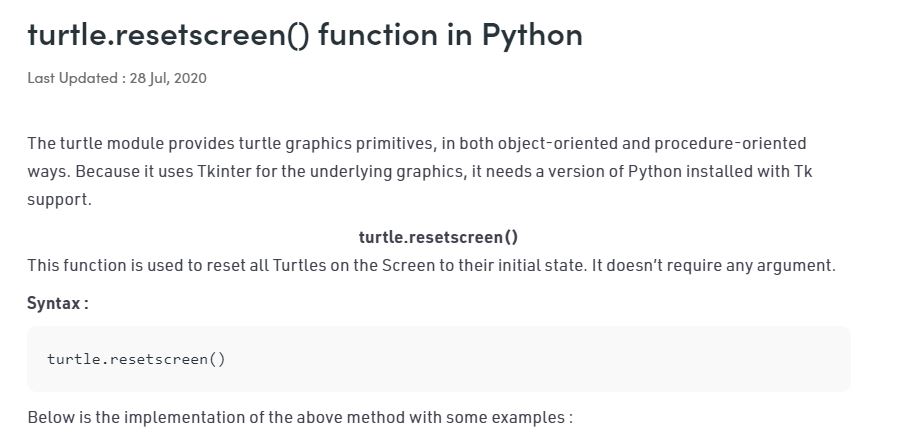 turtle.resetscreen() function in Python
Last Updated : 28 Jul, 2020
The turtle module provides turtle graphics primitives, in both object-oriented and procedure-oriented
ways. Because it uses Tkinter for the underlying graphics, it needs a version of Python installed with Tk
support.
turtle.resetscreen()
This function is used to reset all Turtles on the Screen to their initial state. It doesn’t require any argument.
Syntax :
turtle.resetscreen()
Below is the implementation of the above method with some examples :